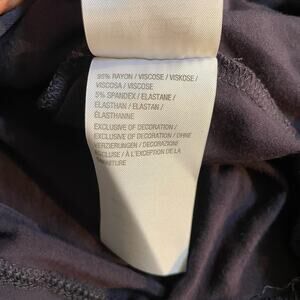 95% RAYON / VISCOSE / VISKOSE /
VISCOSA / VISCOSE
5% SPANDEX / ELASTANE /
ELASTHAN / ELASTAN /
ÉLASTHANNE
EXCLUSIVE OF DECORATION /
EXCLUSIVE OF DECORATION / OHNE
VERZIERUNGEN / DECORAZIONI
ESCLUSE / À L'EXCEPTION DE LA
GARNITURE